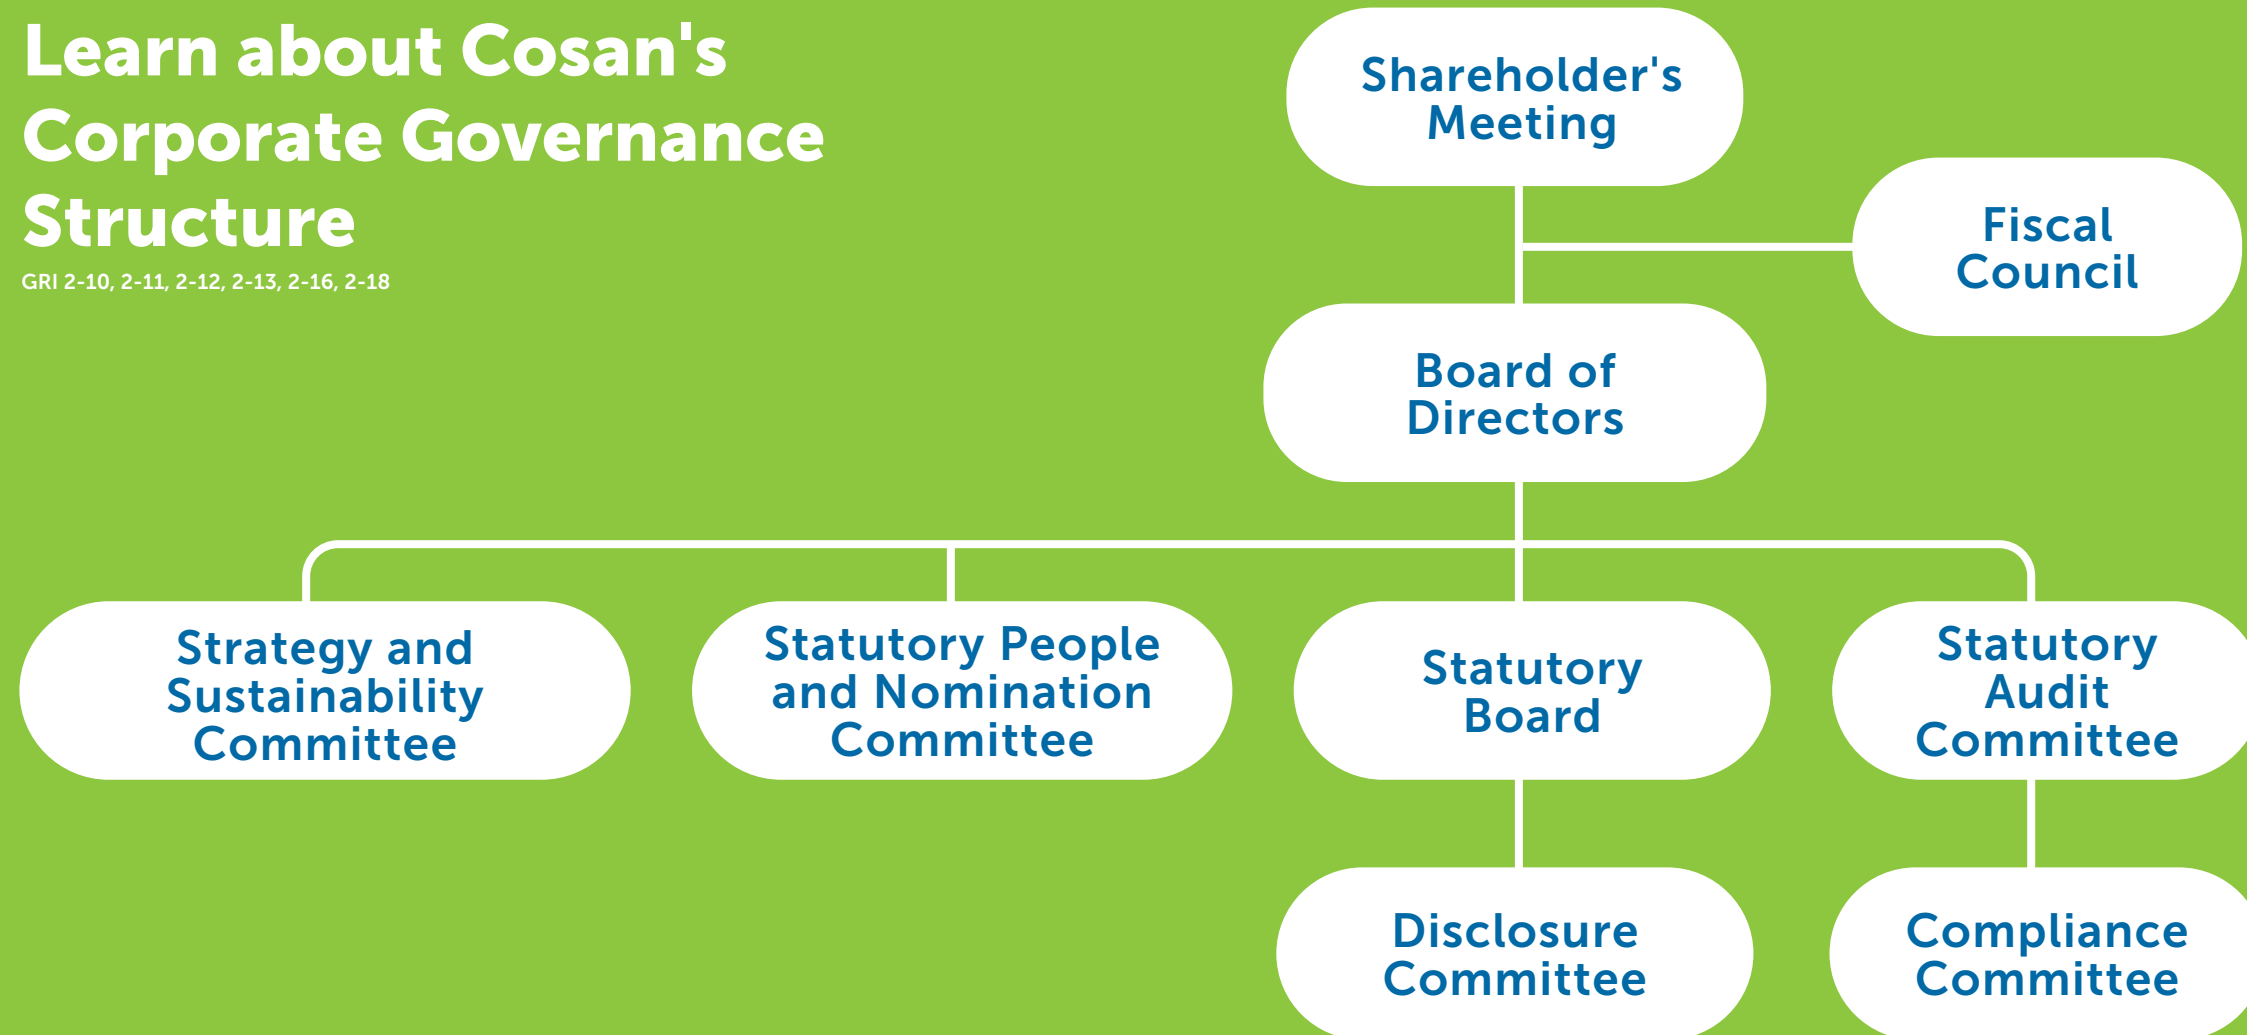 Learn about Cosan's
Corporate Governance
Structure
GRI 2-10, 2-11, 2-12, 2-13, 2-16, 2-18
Shareholder's
Meeting
Fiscal
Council
Board of
Directors
Strategy and
Sustainability
Committee
Statutory People
and Nomination
Committee
Statutory
Board
Statutory
Audit
Committee
Disclosure
Committee
Compliance
Committee